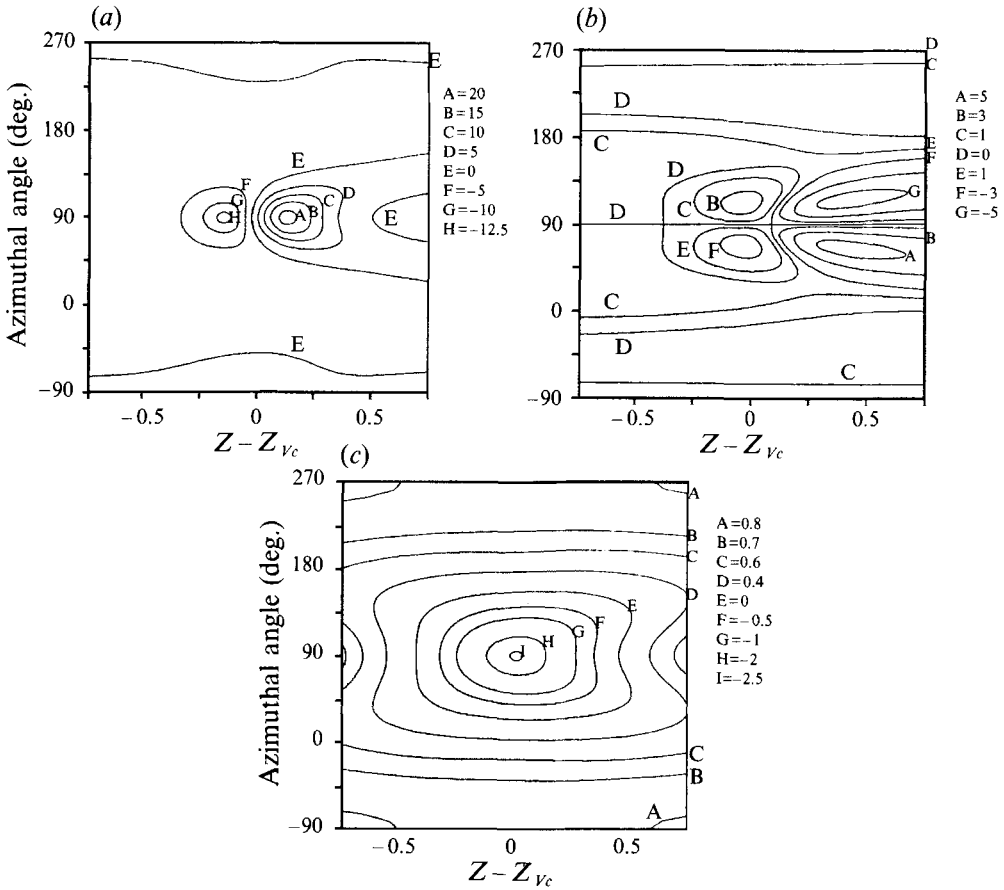 (a)
Azimuthal angle (deg.)
270
180
90
0
−90
−0.5
0
0.5
Z − Z_Vc
E
E
F
G
H
A
B
C
D
E
E
A=20
B=15
C=10
D=5
E=0
F=−5
G=−10
H=−12.5
(b)
270
180
90
0
−90
−0.5
0
0.5
Z − Z_Vc
D
C
D
C
E
F
D
G
D
C
B
E
F
B
A
C
D
C
A=5
B=3
C=1
D=0
E=1
F=−3
G=−5
(c)
Azimuthal angle (deg.)
270
180
90
0
−90
−0.5
0
0.5
Z − Z_Vc
A
B
C
D
E
F
G
H
I
C
B
A
A=0.8
B=0.7
C=0.6
D=0.4
E=0
F=−0.5
G=−1
H=−2
I=−2.5